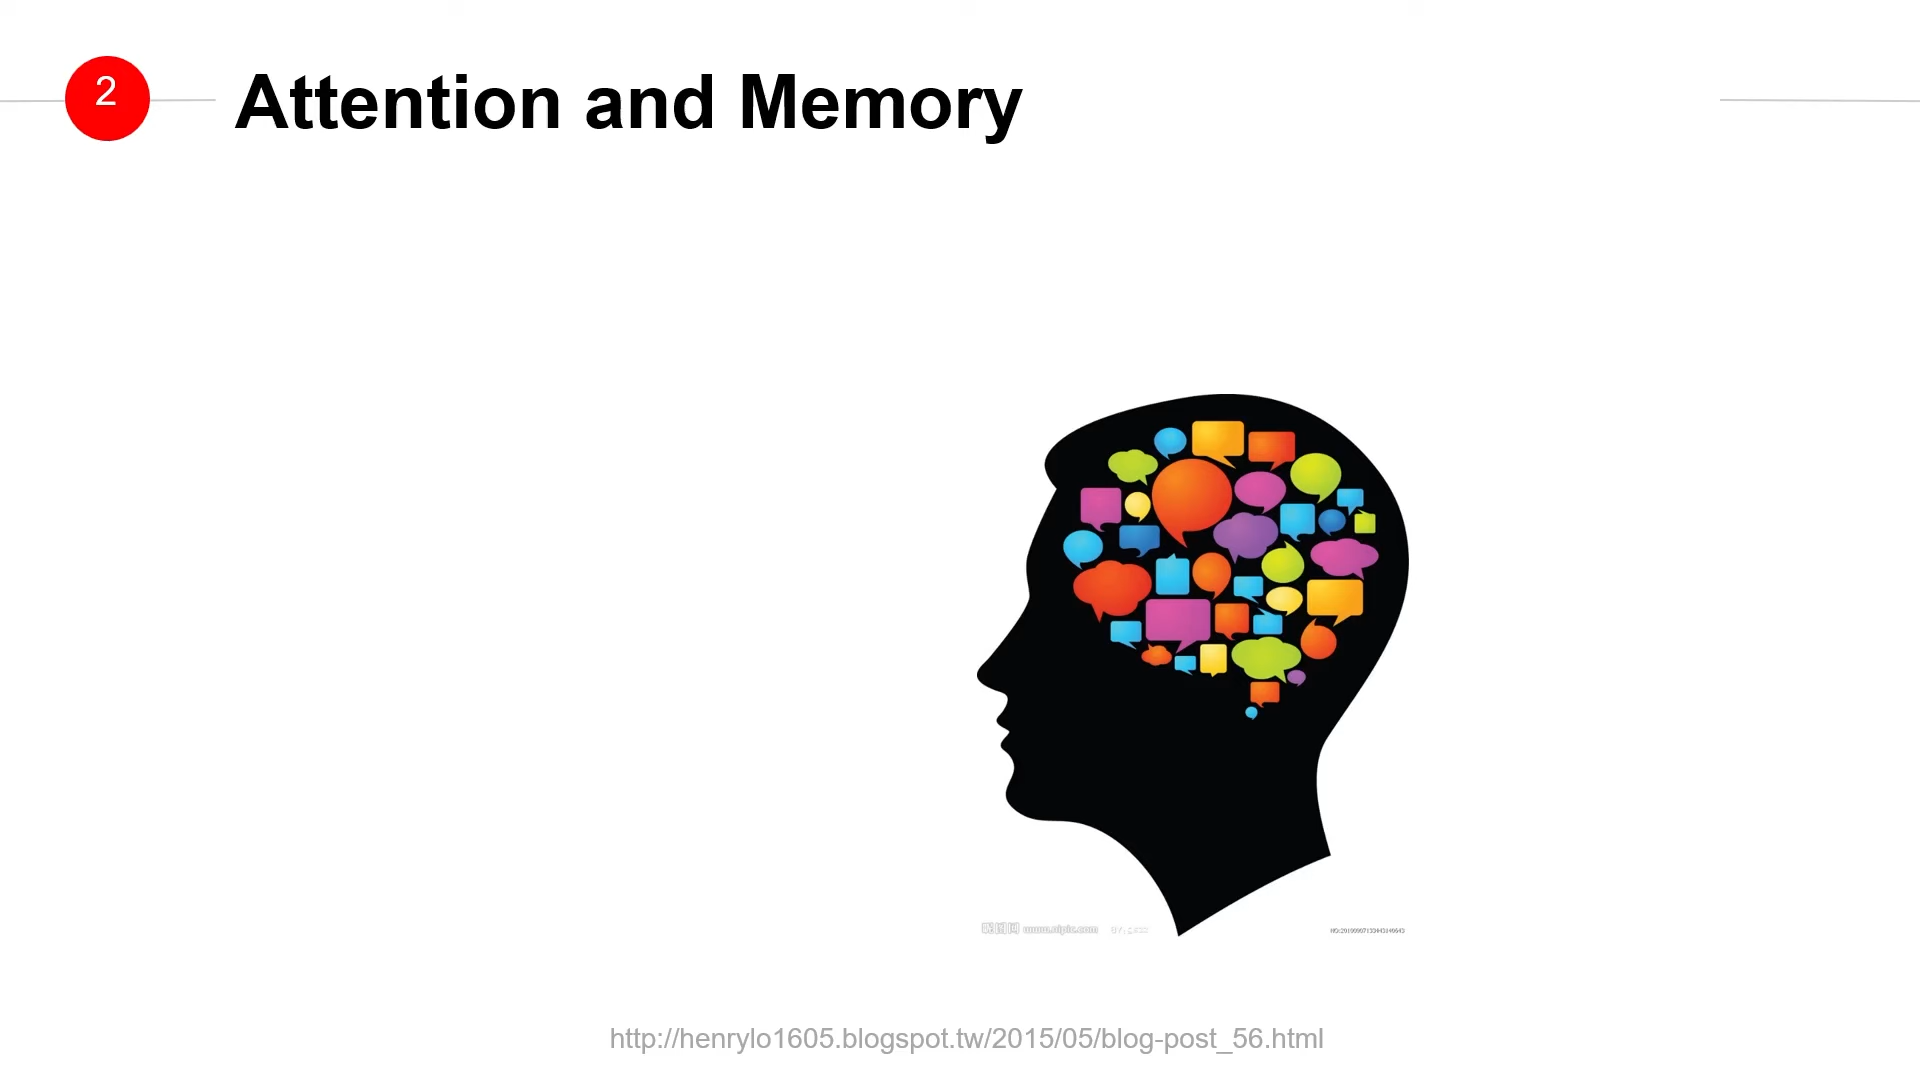 2
Attention and Memory
http://henrylo1605.blogspot.tw/2015/05/blog-post_56.html